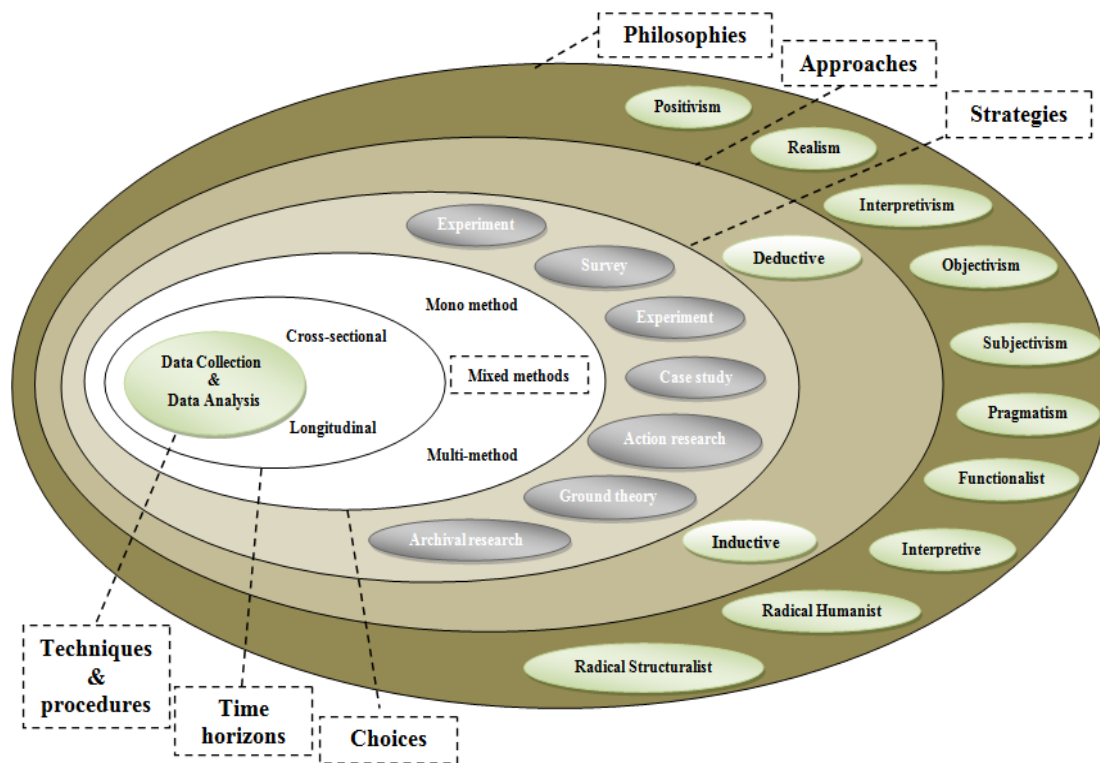 Philosophies
Approaches
Strategies
Positivism
Realism
Interpretivism
Objectivism
Subjectivism
Pragmatism
Functionalist
Interpretive
Radical Humanist
Radical Structuralist
Deductive
Inductive
Experiment
Survey
Experiment
Case study
Action research
Ground theory
Archival research
Mono method
Mixed methods
Multi-method
Cross-sectional
Longitudinal
Data Collection
&
Data Analysis
Techniques
&
procedures
Time
horizons
Choices